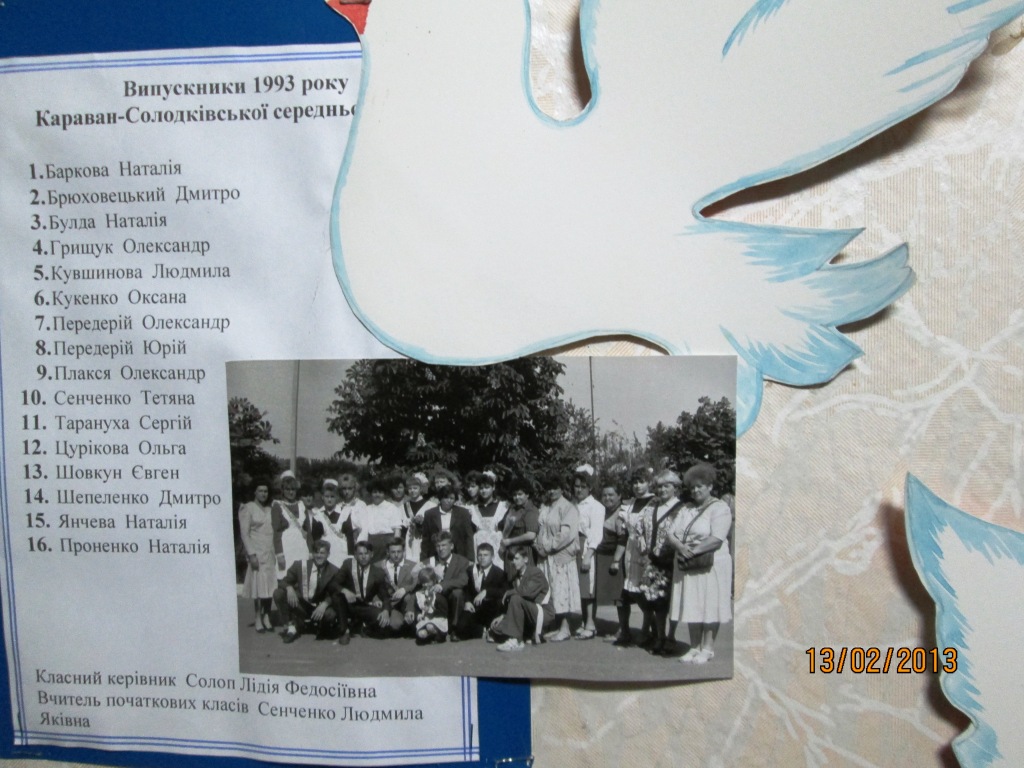 Випускники 1993 року
Караван-Солодківської
1.Баркова Наталія
2.Брюховецький Дмитро
3.Булда Наталія
4.Грищук Олександр
5.Кувшинова Людмила
6.Кукенко Оксана
7.Передерій Олександр
8.Передерій Юрій
9.Плакся Олександр
10. Сенченко Тетяна
11. Тарануха Сергій
12. Цурікова Ольга
13. Шовкун Євген
14. Шепеленко Дмитро
15. Янчева Наталія
16. Проненко Наталія
Класний керівник Солоп Лідія Федосіївна
Вчитель початкових класів Сенченко Людмила
Яківна
13/02/2013